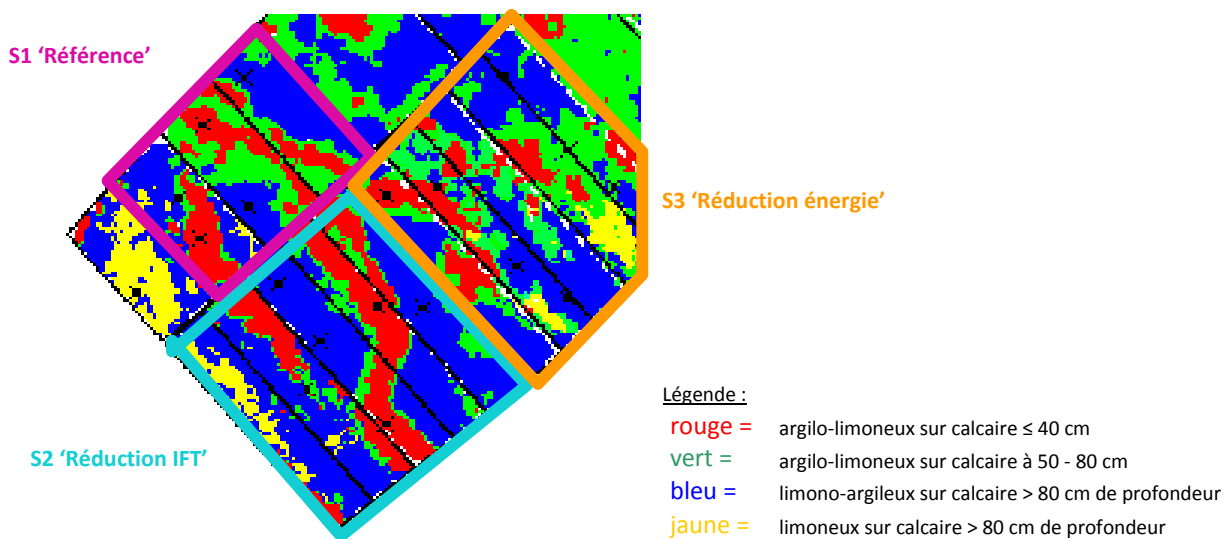 S1 ‘Référence’
S3 ‘Réduction énergie’
S2 ‘Réduction IFT’
Légende :
rouge = argilo-limoneux sur calcaire ≤ 40 cm
vert = argilo-limoneux sur calcaire à 50 - 80 cm
bleu = limono-argileux sur calcaire > 80 cm de profondeur
jaune = limoneux sur calcaire > 80 cm de profondeur